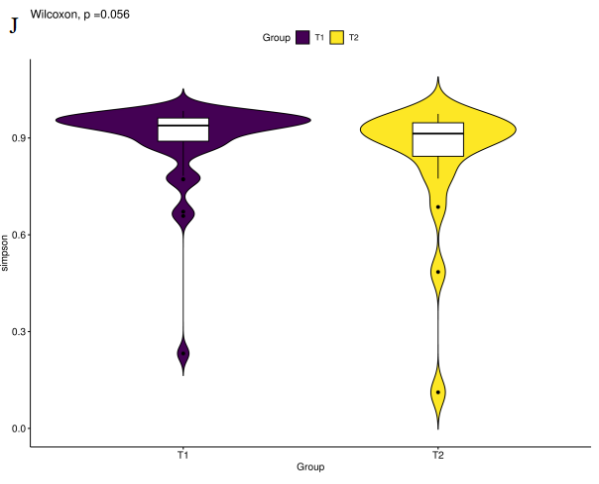 J
Wilcoxon, p =0.056
Group T1 T2
simpson
0.9
0.6
0.3
0.0
T1 T2
Group